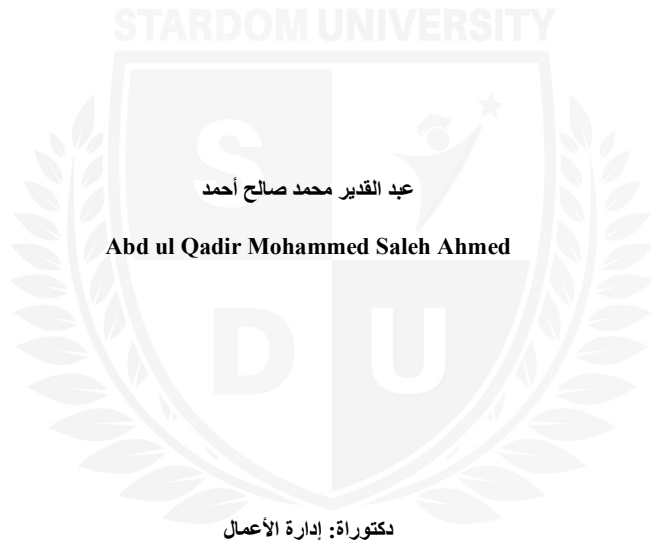 STARDOM UNIVERSITY
S
عبد القدير محمد صالح أحمد
Abd ul Qadir Mohammed Saleh Ahmed
D U
دكتوراة: إدارة الأعمال